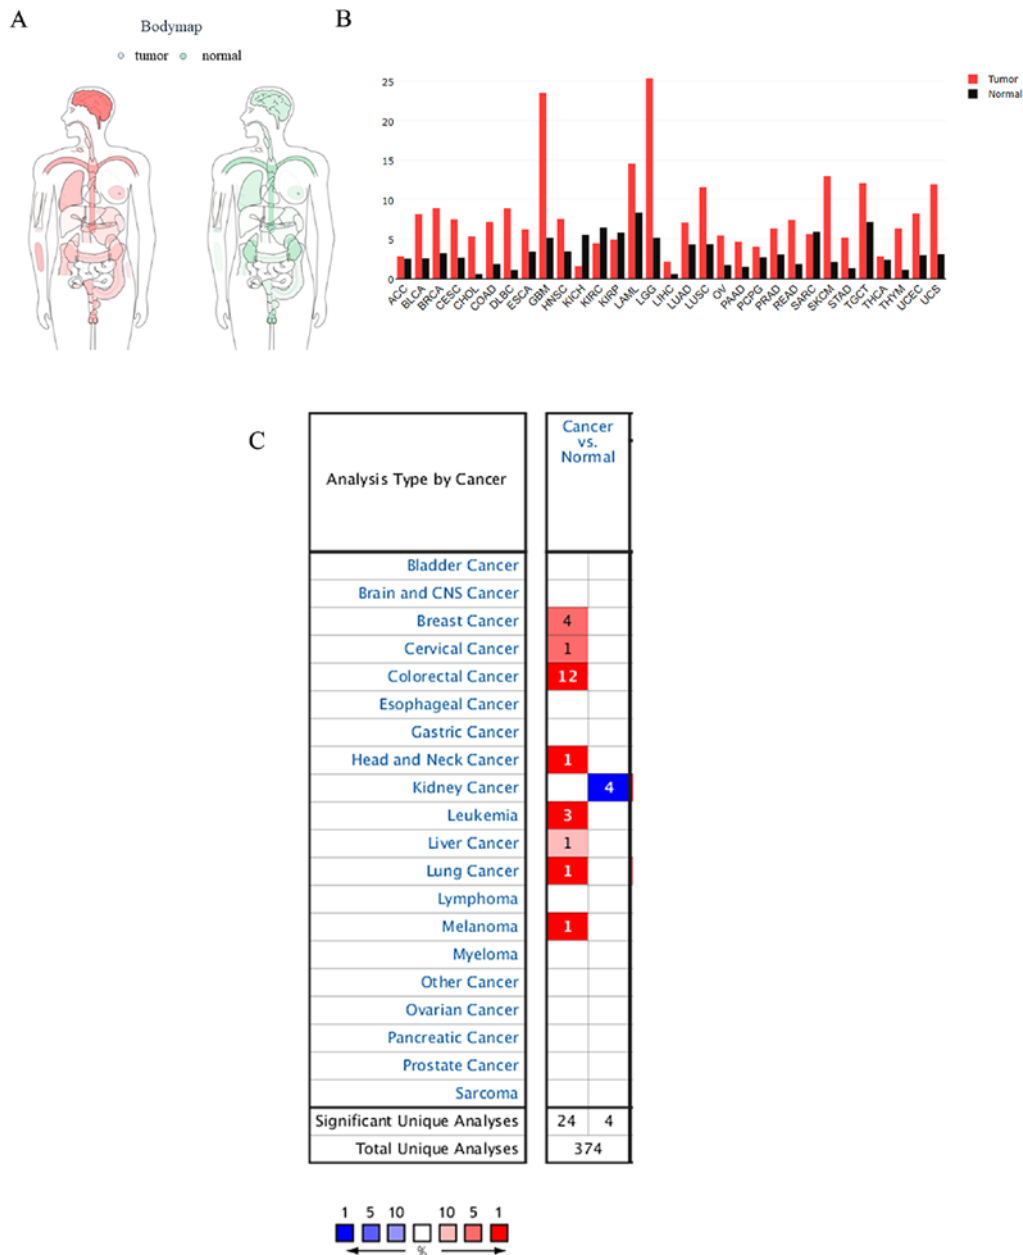 A
Bodymap
tumor normal
B
25
20
15
10
5
0
ACC
BLCA
BRCA
CESC
CHOL
COAD
DLBC
ESCA
GBM
HNSC
KICH
KIRC
KIRP
LAML
LGG
LIHC
LUAD
LUSC
OV
PAAD
PCPG
PRAD
READ
SARC
SKCM
STAD
TGCT
THCA
THYM
UCEC
UCS
Tumor
Normal
C
Analysis Type by Cancer
Cancer
vs.
Normal
Bladder Cancer
Brain and CNS Cancer
Breast Cancer 4
Cervical Cancer 1
Colorectal Cancer 12
Esophageal Cancer
Gastric Cancer
Head and Neck Cancer 1
Kidney Cancer 4
Leukemia 3
Liver Cancer 1
Lung Cancer 1
Lymphoma
Melanoma 1
Myeloma
Other Cancer
Ovarian Cancer
Pancreatic Cancer
Prostate Cancer
Sarcoma
Significant Unique Analyses 24 4
Total Unique Analyses 374
1 5 10 10 5 1
%